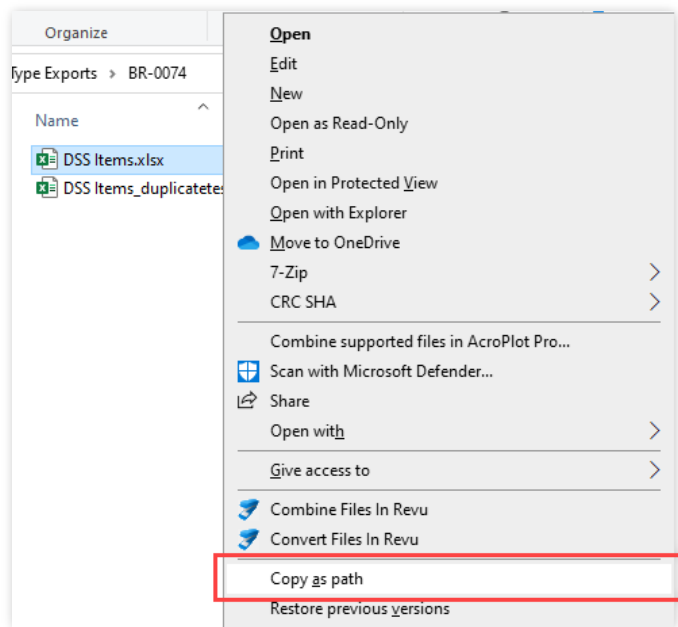 Organize
Type Exports > BR-0074
Name
DSS Items.xlsx
DSS Items_duplicatetes
Open
Edit
New
Open as Read-Only
Print
Open in Protected View
Open with Explorer
Move to OneDrive
7-Zip
CRC SHA
Combine supported files in AcroPlot Pro...
Scan with Microsoft Defender...
Share
Open with
Give access to
Combine Files In Revu
Convert Files In Revu
Copy as path
Restore previous versions